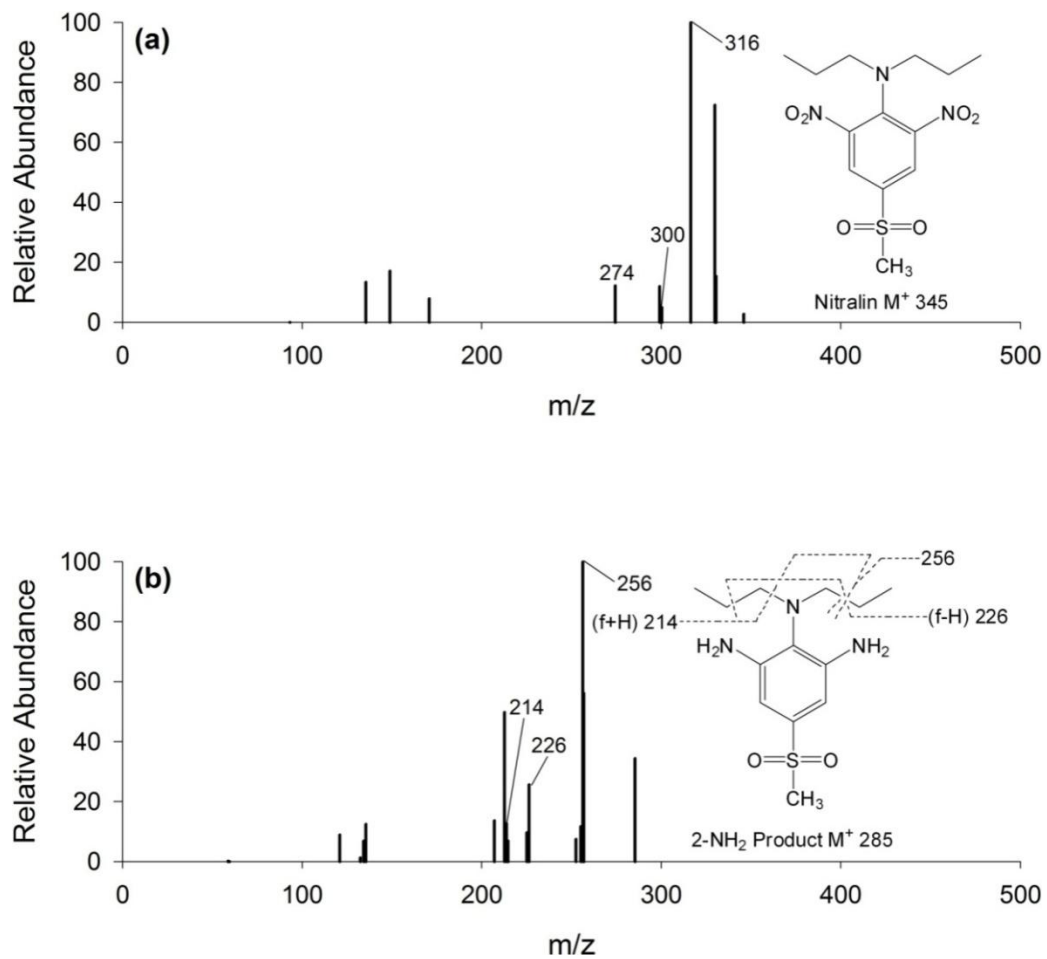 (a)
Relative Abundance
100
80
60
40
20
0
316
300
274
N
O₂N
NO₂
O=S=O
CH₃
Nitralin M⁺ 345
0 100 200 300 400 500
m/z
(b)
Relative Abundance
100
80
60
40
20
0
256
256
(f+H) 214
(f-H) 226
214
226
N
H₂N
NH₂
O=S=O
CH₃
2-NH₂ Product M⁺ 285
0 100 200 300 400 500
m/z